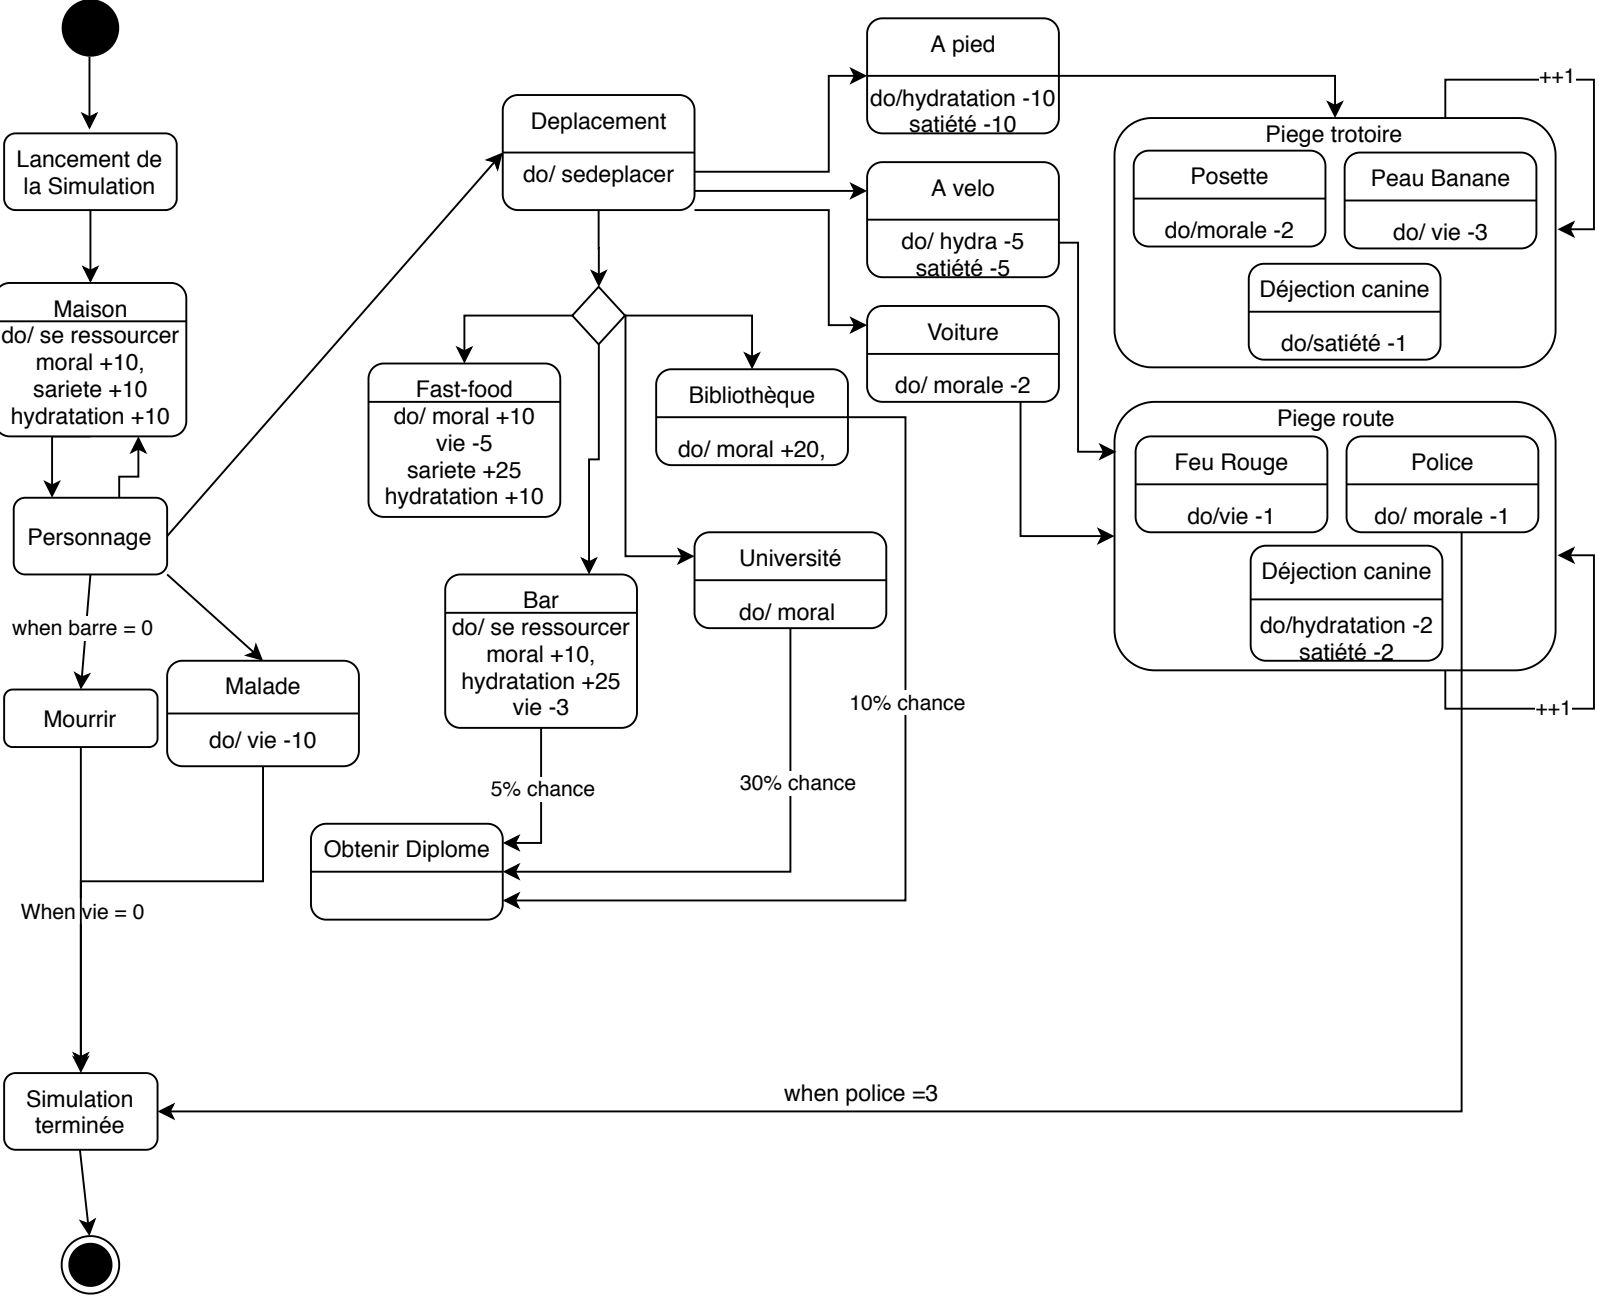 Lancement de
la Simulation
Maison
do/ se ressourcer
moral +10,
sariete +10
hydratation +10
Personnage
when barre = 0
Mourrir
Malade
do/ vie -10
When vie = 0
Simulation
terminée
Deplacement
do/ sedeplacer
Fast-food
do/ moral +10
vie -5
sariete +25
hydratation +10
Bibliothèque
do/ moral +20,
Bar
do/ se ressourcer
moral +10,
hydratation +25
vie -3
Université
do/ moral
5% chance
30% chance
10% chance
Obtenir Diplome
A pied
do/hydratation -10
satiété -10
A velo
do/ hydra -5
satiété -5
Voiture
do/ morale -2
++1
Piege trotoire
Posette
do/morale -2
Peau Banane
do/ vie -3
Déjection canine
do/satiété -1
Piege route
Feu Rouge
do/vie -1
Police
do/ morale -1
Déjection canine
do/hydratation -2
satiété -2
++1
when police =3